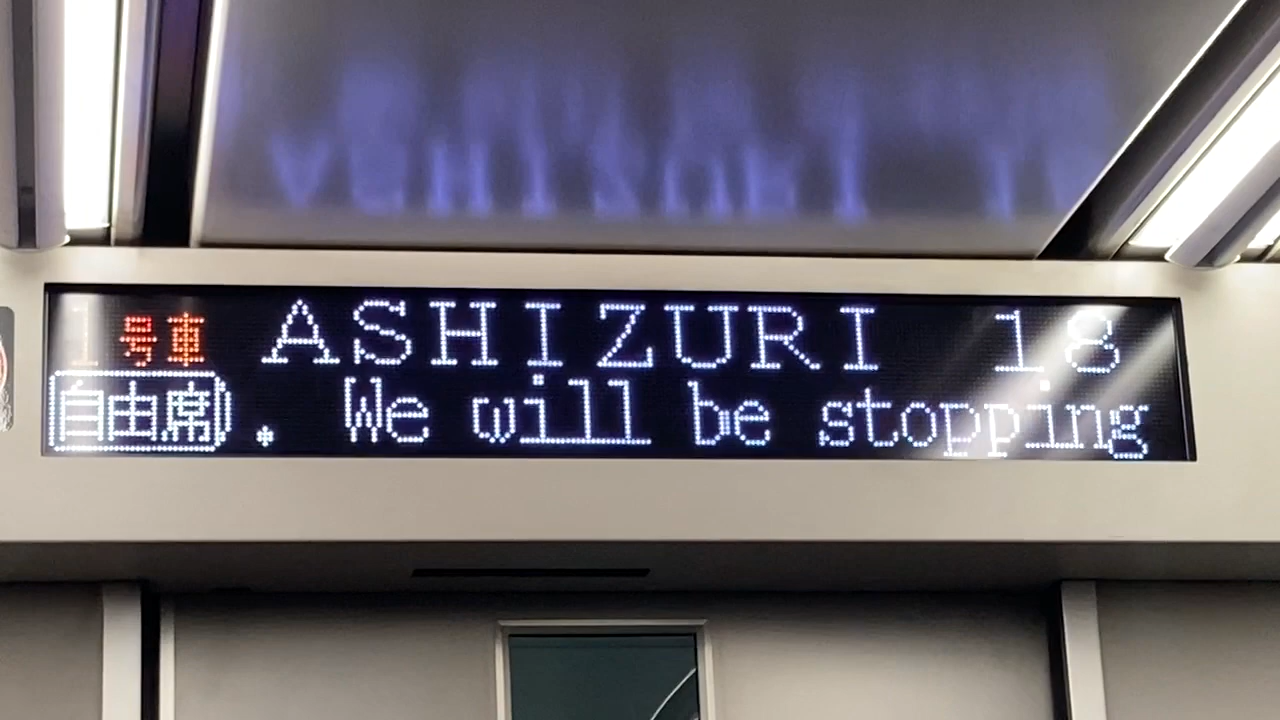 1号車 ASHIZURI 18
自由席 . We will be stopping